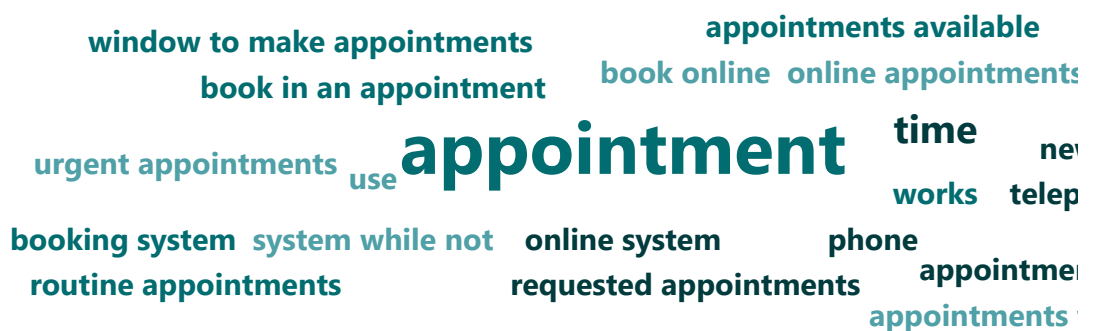 appointments available
window to make appointments
book online online appointments
book in an appointment
time
appointment
urgent appointments use
works
booking system system while not online system phone
routine appointments requested appointments
appointments